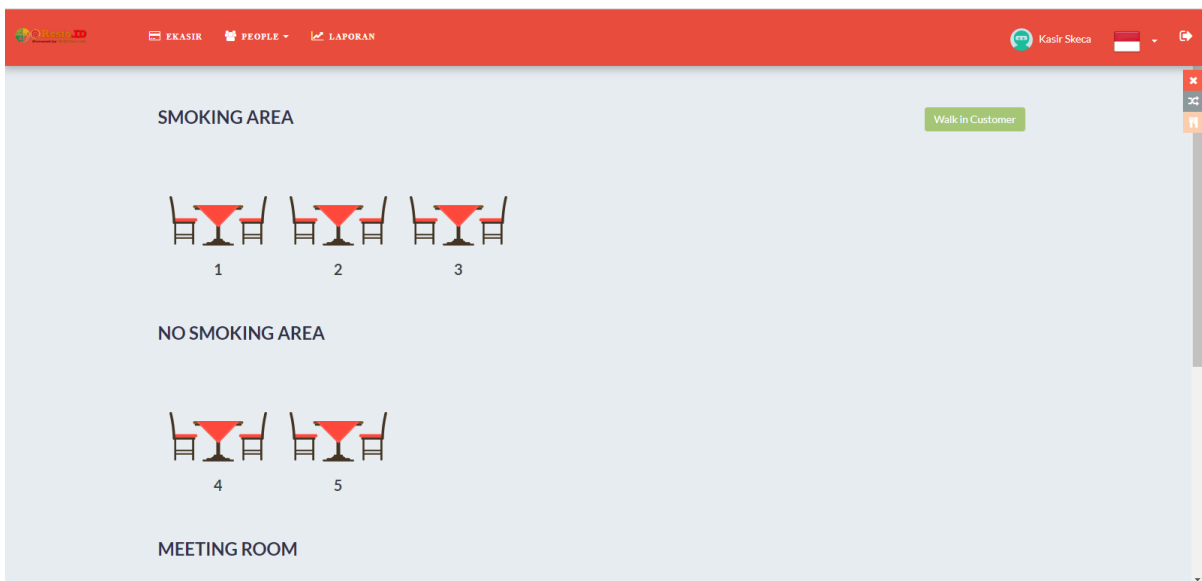 EKASIR PEOPLE LAPORAN Kasir Skeca
SMOKING AREA Walk in Customer
1 2 3
NO SMOKING AREA
4 5
MEETING ROOM